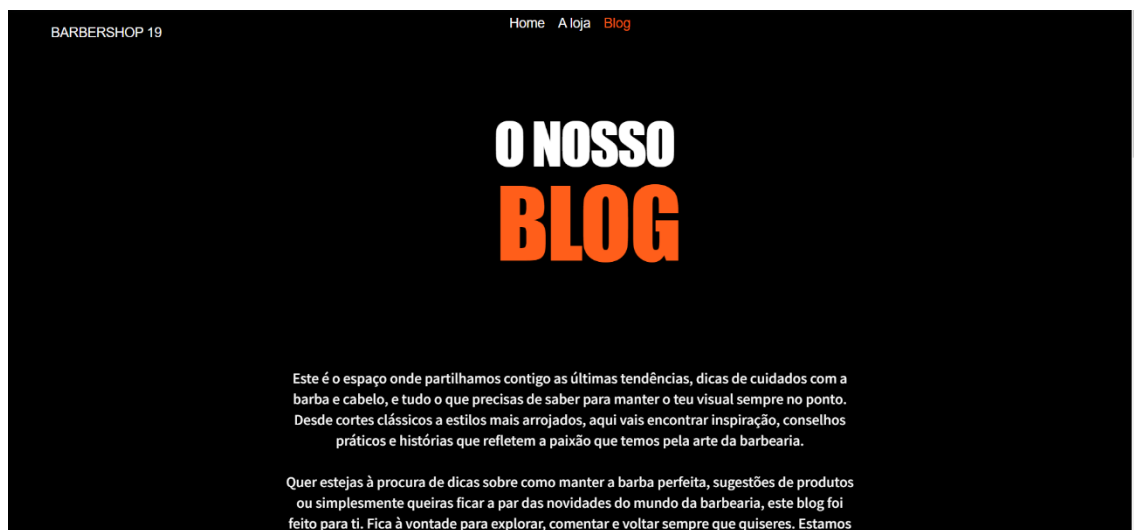 BARBERSHOP 19
Home A loja Blog
O NOSSO
BLOG
Este é o espaço onde partilhamos contigo as últimas tendências, dicas de cuidados com a
barba e cabelo, e tudo o que precisas de saber para manter o teu visual sempre no ponto.
Desde cortes clássicos a estilos mais arrojados, aqui vais encontrar inspiração, conselhos
práticos e histórias que refletem a paixão que temos pela arte da barbearia.
Quer estejas à procura de dicas sobre como manter a barba perfeita, sugestões de produtos
ou simplesmente queiras ficar a par das novidades do mundo da barbearia, este blog foi
feito para ti. Fica à vontade para explorar, comentar e voltar sempre que quiseres. Estamos